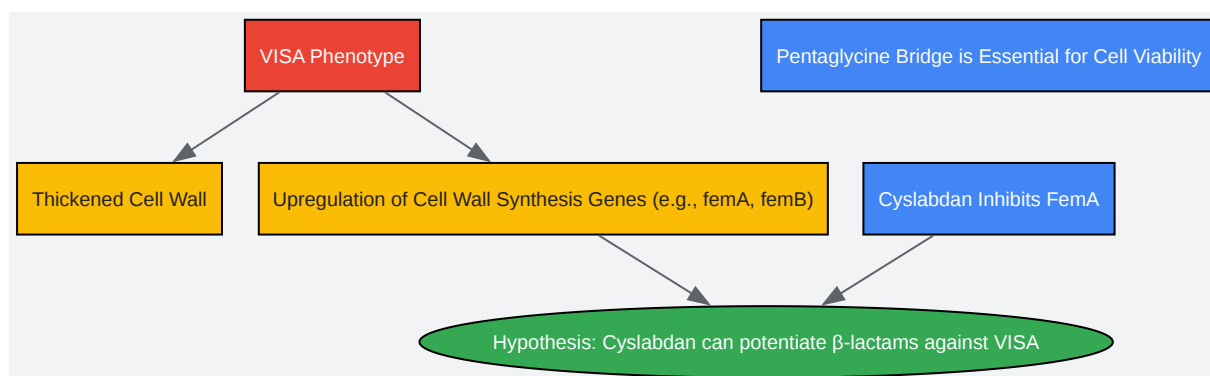 VISA Phenotype
Pentaglycine Bridge is Essential for Cell Viability
Thickened Cell Wall
Upregulation of Cell Wall Synthesis Genes (e.g., femA, femB)
Cyslabdan Inhibits FemA
Hypothesis: Cyslabdan can potentiate β-lactams against VISA